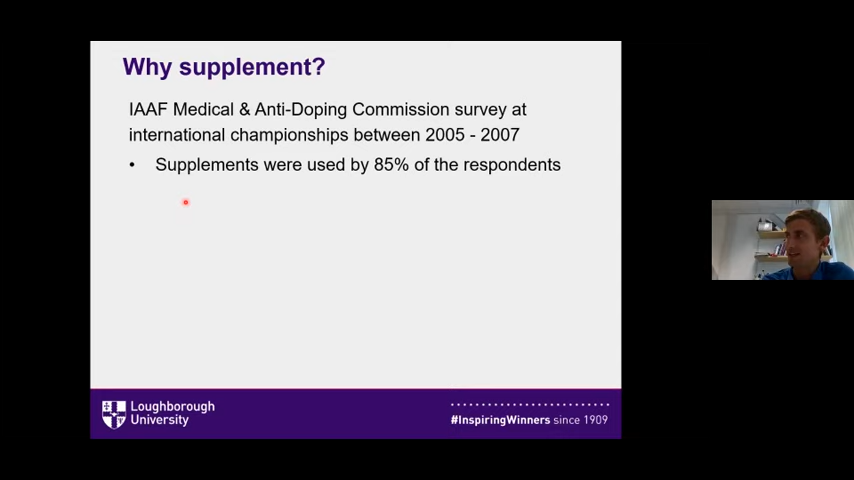 Why supplement?
IAAF Medical & Anti-Doping Commission survey at
international championships between 2005 - 2007
• Supplements were used by 85% of the respondents
Loughborough
University
#InspiringWinners since 1909